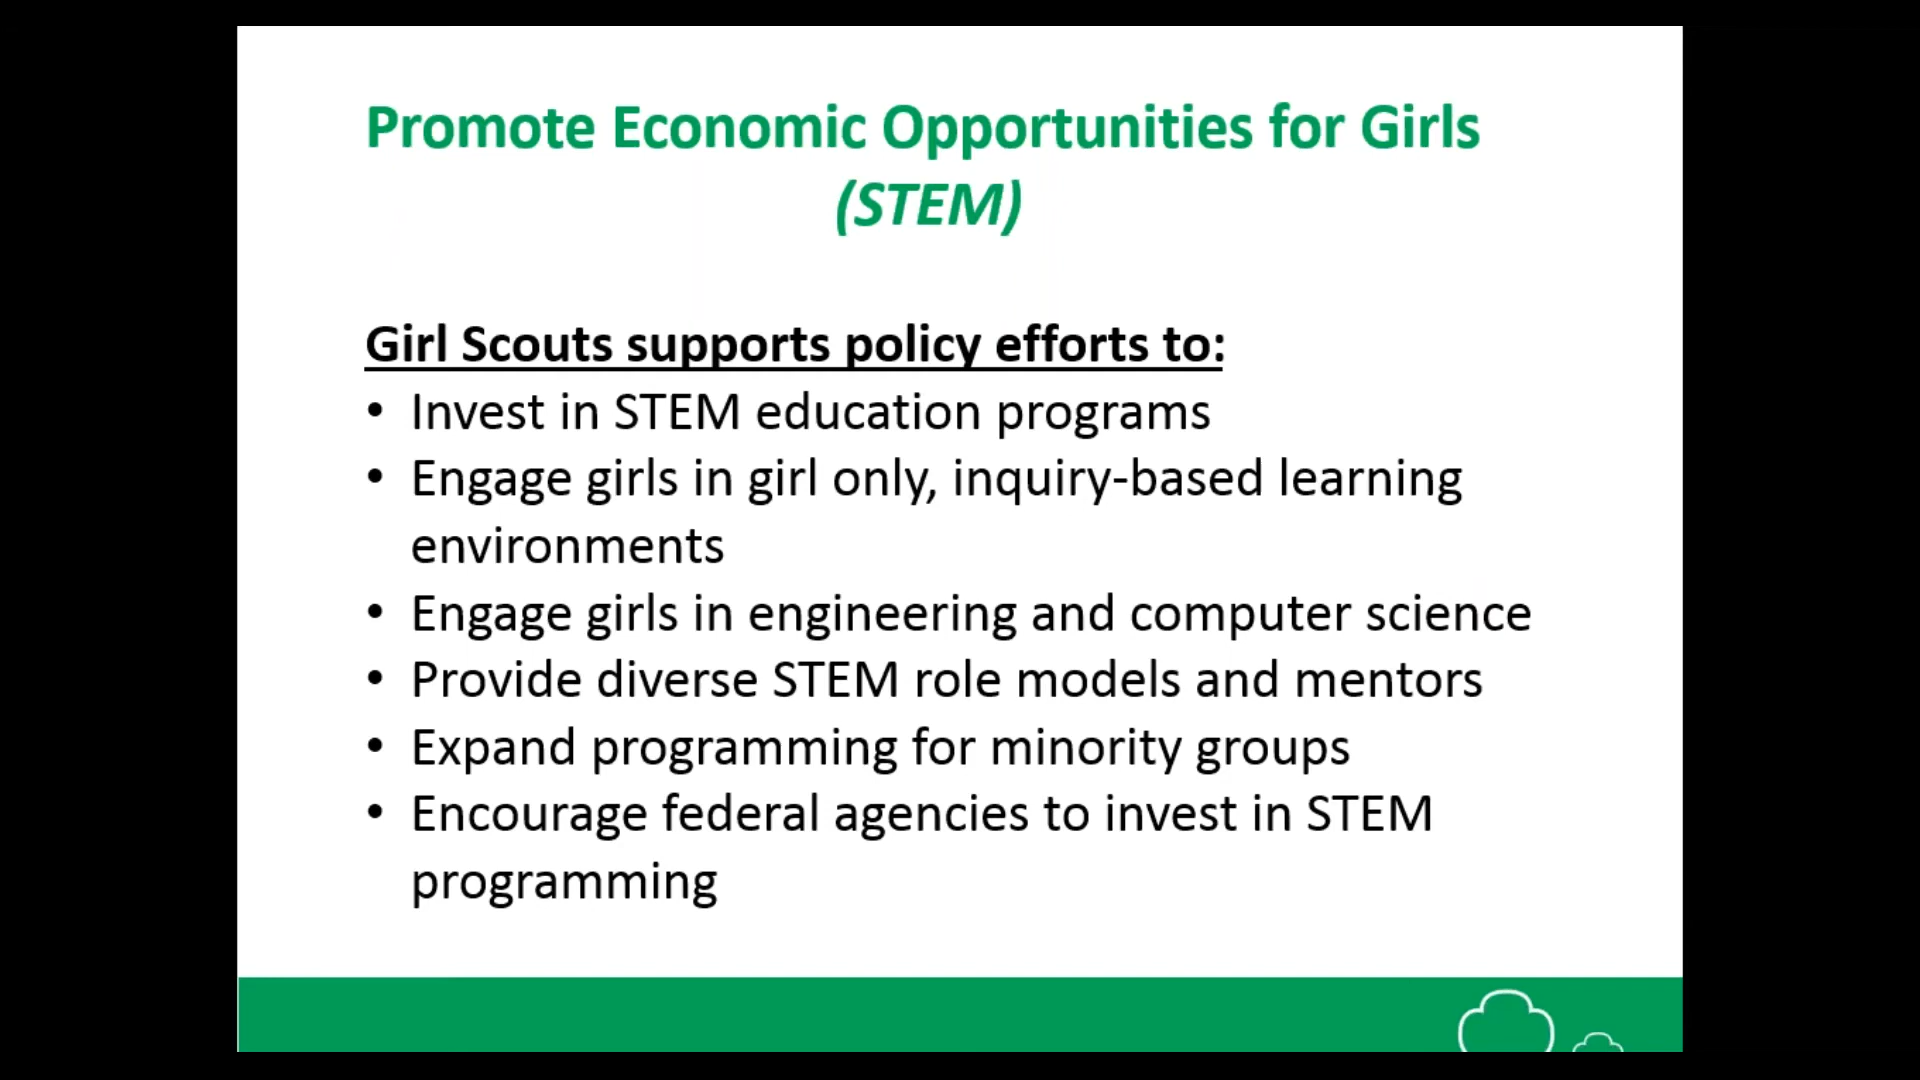 Promote Economic Opportunities for Girls
(STEM)
Girl Scouts supports policy efforts to:
• Invest in STEM education programs
• Engage girls in girl only, inquiry-based learning
environments
• Engage girls in engineering and computer science
• Provide diverse STEM role models and mentors
• Expand programming for minority groups
• Encourage federal agencies to invest in STEM
programming